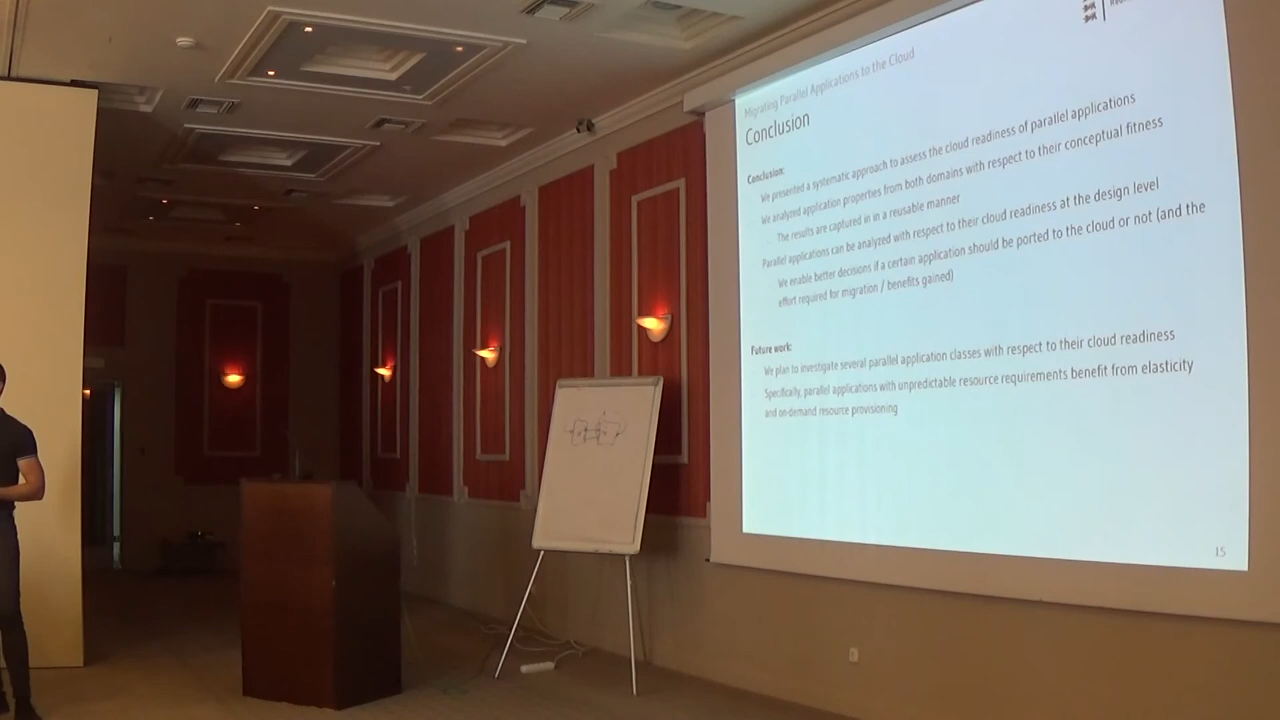 Migrating Parallel Applications to the Cloud
Conclusion
Conclusion:
We presented a systematic approach to assess the cloud readiness of parallel applications
We analyzed application properties from both domains with respect to their conceptual fitness
The results are captured in in a reusable manner
Parallel applications can be analyzed with respect to their cloud readiness at the design level
We enable better decisions if a certain application should be ported to the cloud or not (and the
effort required for migration / benefits gained)
Future work:
We plan to investigate several parallel application classes with respect to their cloud readiness
Specifically, parallel applications with unpredictable resource requirements benefit from elasticity
and on-demand resource provisioning
15